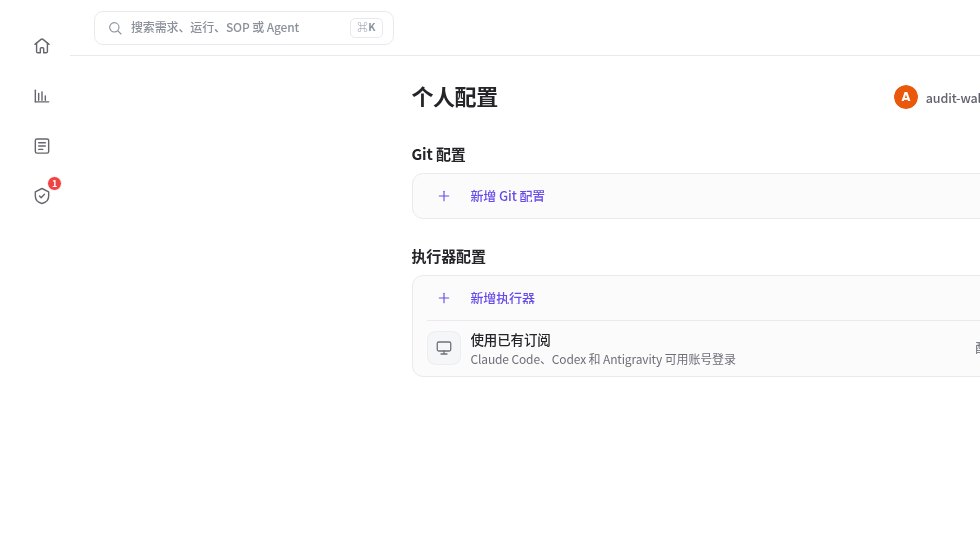 搜索需求、运行、SOP 或 Agent
⌘K
1
个人配置
A
audit-wal
Git 配置
新增 Git 配置
执行器配置
新增执行器
使用已有订阅
Claude Code、Codex 和 Antigravity 可用账号登录